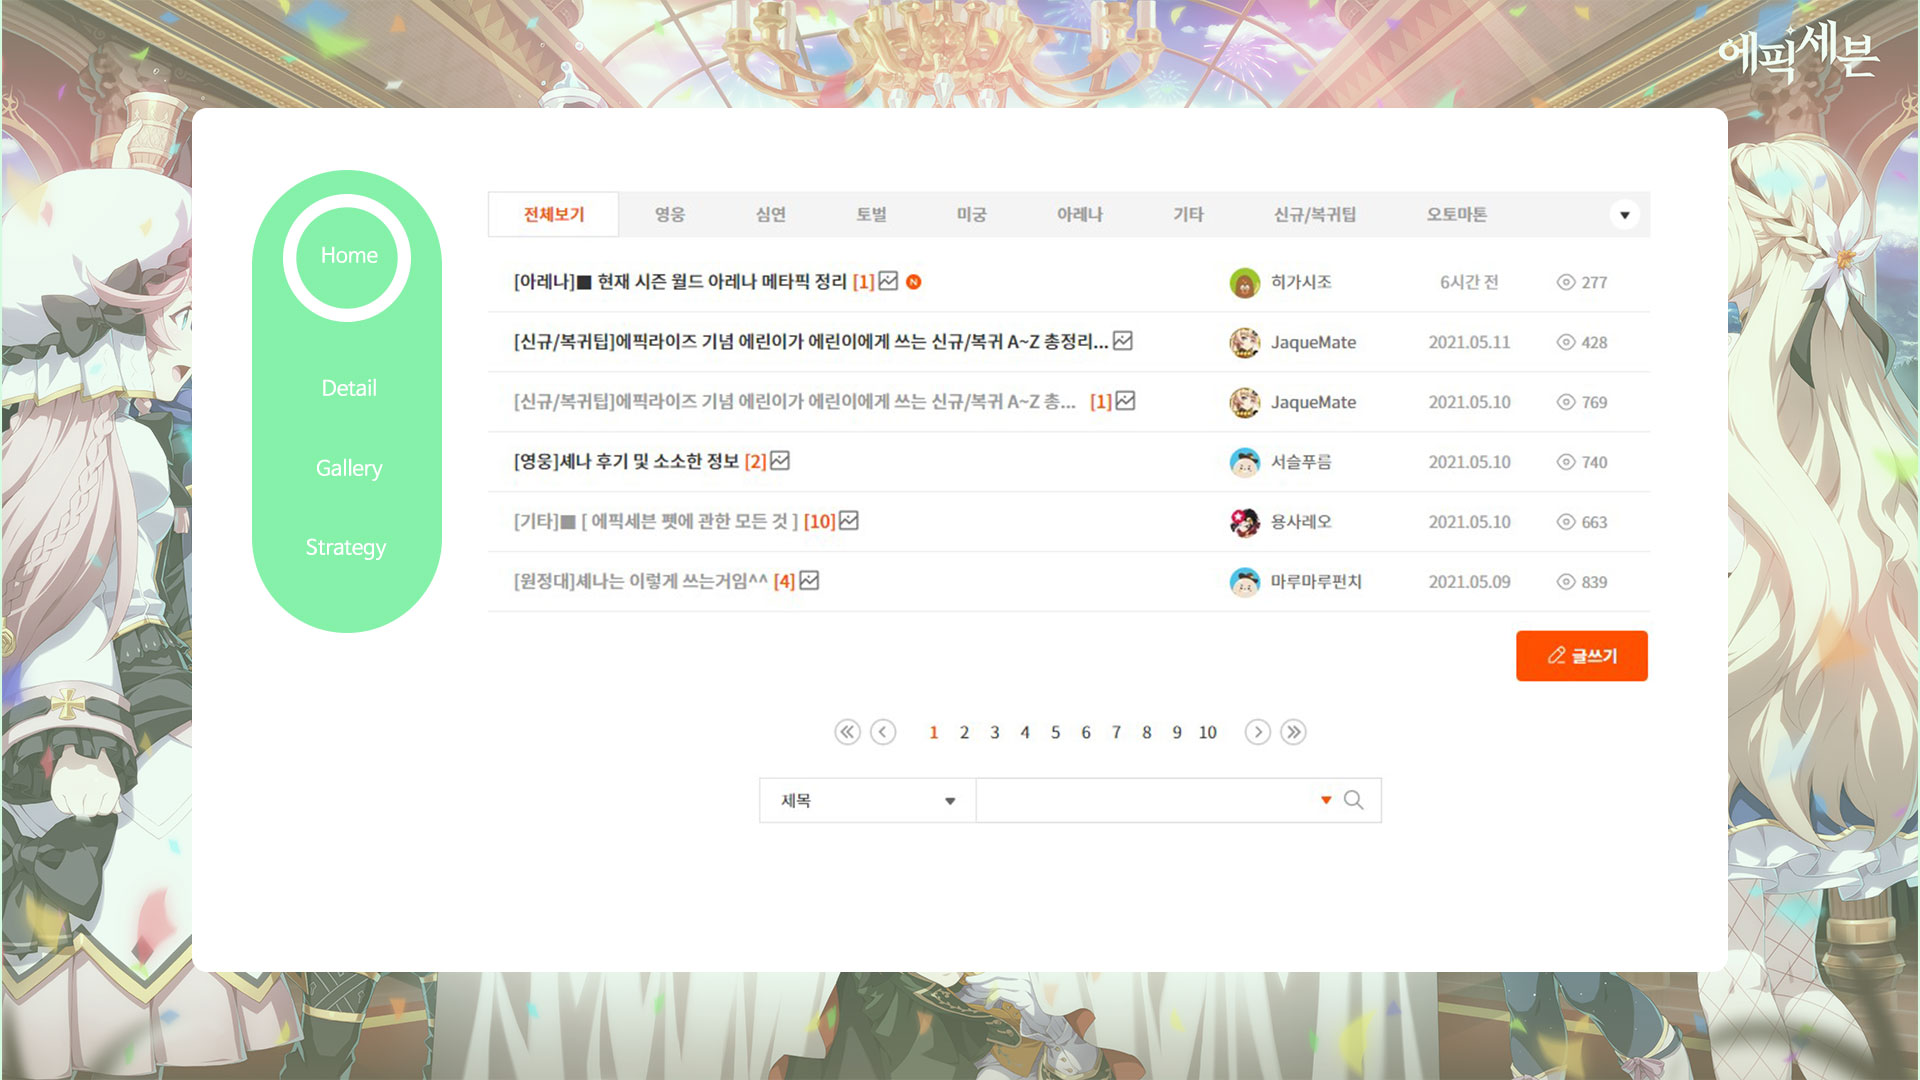 에픽세븐
Home
Detail
Gallery
Strategy
전체보기 영웅 심연 토벌 미궁 아레나 기타 신규/복귀팁 오토마톤
[아레나]■ 현재 시즌 월드 아레나 메타픽 정리 [1] N 히가시조 6시간 전 277
[신규/복귀팁]에픽라이즈 기념 에린이가 에린이에게 쓰는 신규/복귀 A~Z 총정리... JaqueMate 2021.05.11 428
[신규/복귀팁]에픽라이즈 기념 에린이가 에린이에게 쓰는 신규/복귀 A~Z 총... [1] JaqueMate 2021.05.10 769
[영웅]셰나 후기 및 소소한 정보 [2] 서슬푸름 2021.05.10 740
[기타]■ [ 에픽세븐 펫에 관한 모든 것 ] [10] 용사레오 2021.05.10 663
[원정대]셰나는 이렇게 쓰는거임^^ [4] 마루마루펀치 2021.05.09 839
글쓰기
1 2 3 4 5 6 7 8 9 10
제목